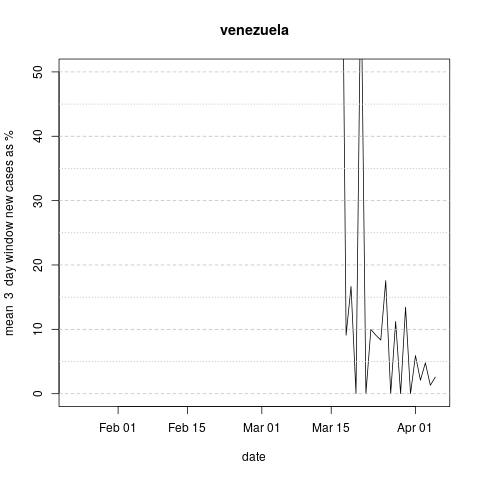 venezuela
mean  3  day window new cases as %
50
40
30
20
10
0
Feb 01
Feb 15
Mar 01
Mar 15
Apr 01
date